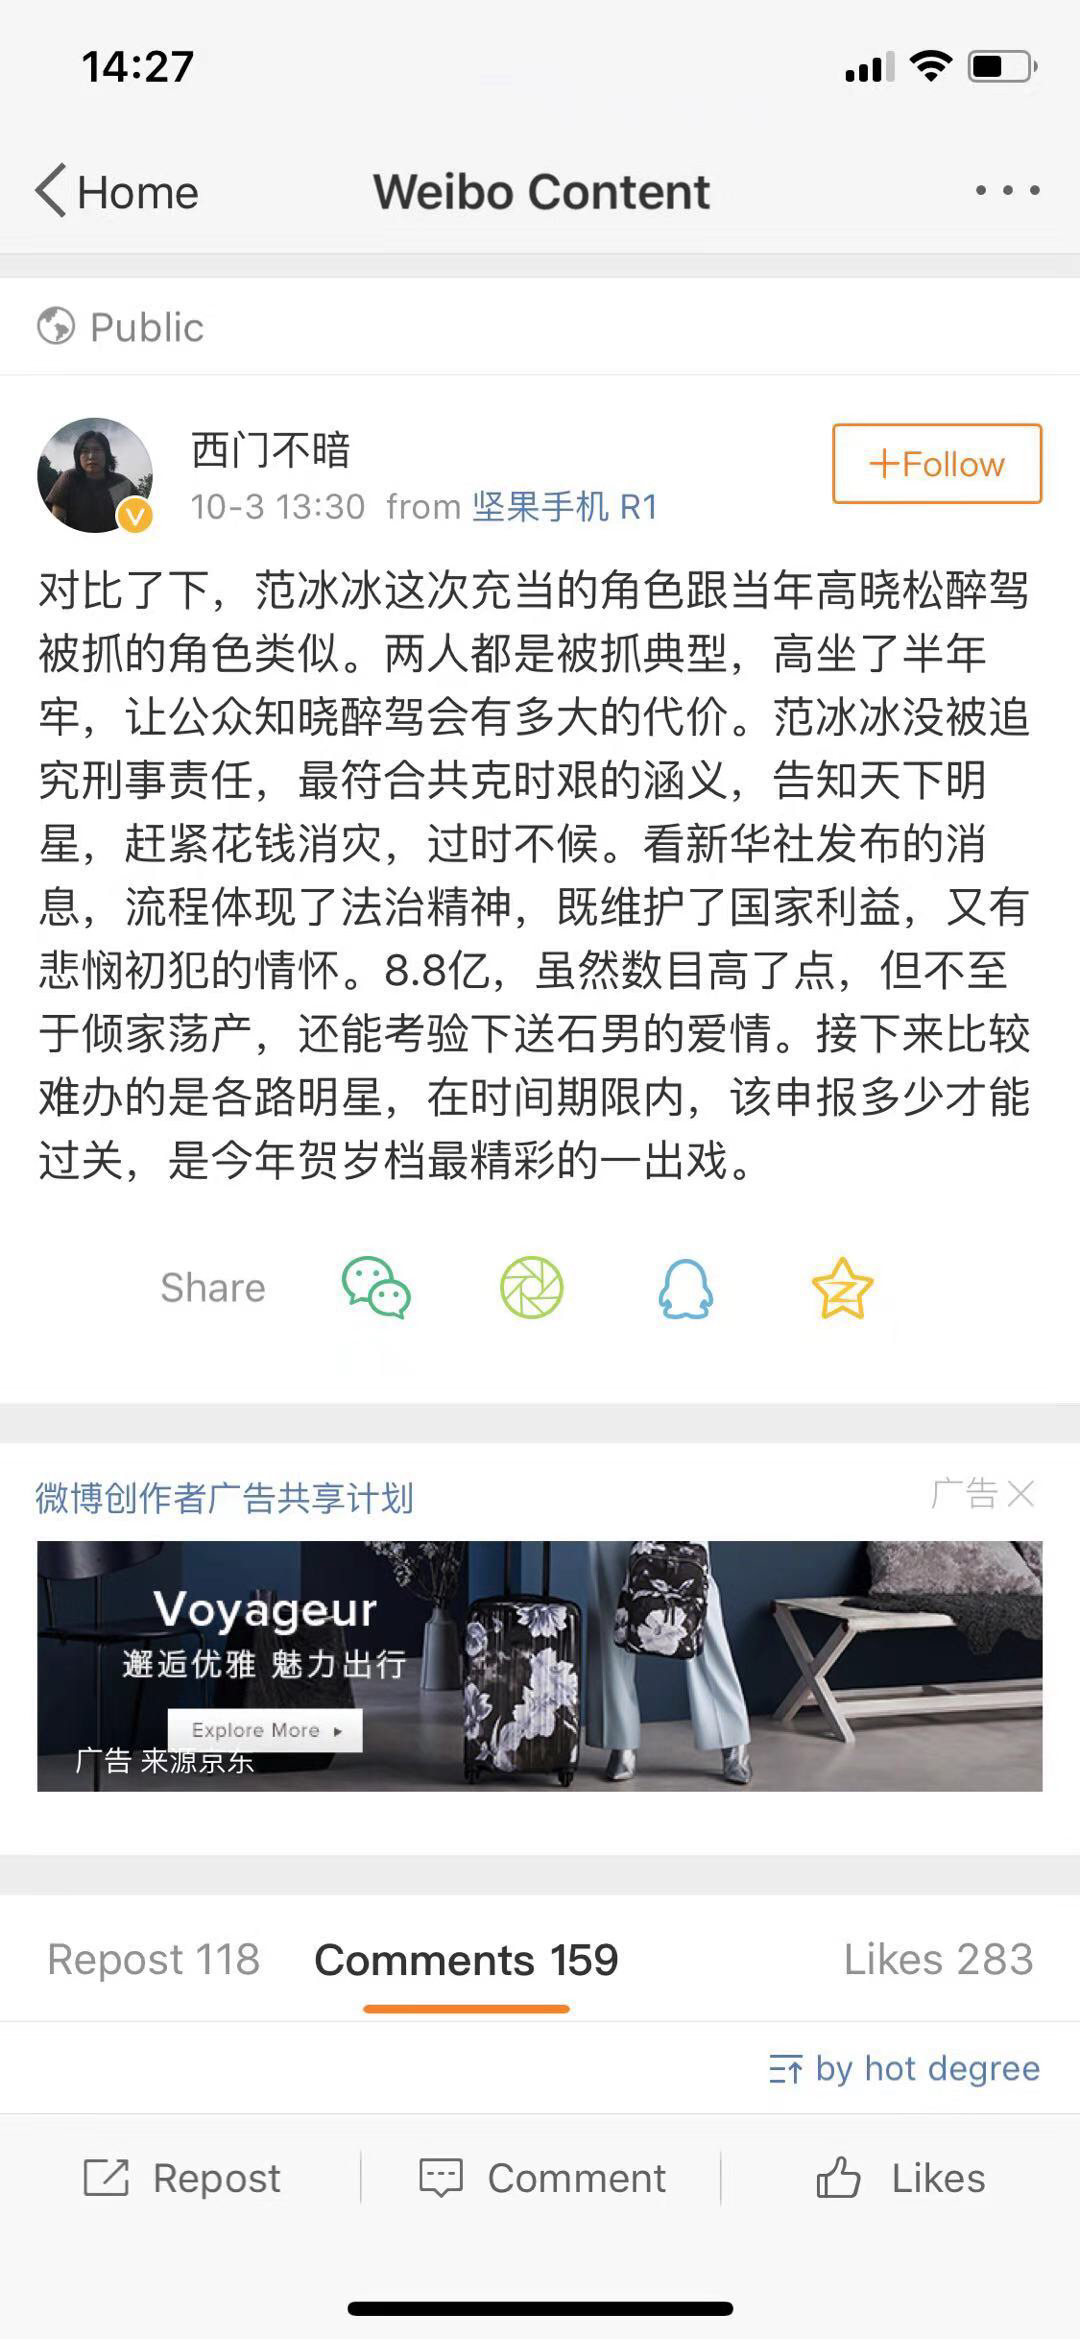 14:27
Home
Weibo Content
Public
西门不暗
10-3 13:30 from 坚果手机 R1
+Follow
对比了下，范冰冰这次充当的角色跟当年高晓松醉驾
被抓的角色类似。两人都是被抓典型，高坐了半年
牢，让公众知晓醉驾会有多大的代价。范冰冰没被追
究刑事责任，最符合共克时艰的涵义，告知天下明
星，赶紧花钱消灾，过时不候。看新华社发布的消
息，流程体现了法治精神，既维护了国家利益，又有
悲悯初犯的情怀。8.8亿，虽然数目高了点，但不至
于倾家荡产，还能考验下送石男的爱情。接下来比较
难办的是各路明星，在时间期限内，该申报多少才能
过关，是今年贺岁档最精彩的一出戏。
Share
微博创作者广告共享计划
广告
Voyageur
邂逅优雅 魅力出行
Explore More
广告 来源京东
Repost 118
Comments 159
Likes 283
by hot degree
Repost
Comment
Likes